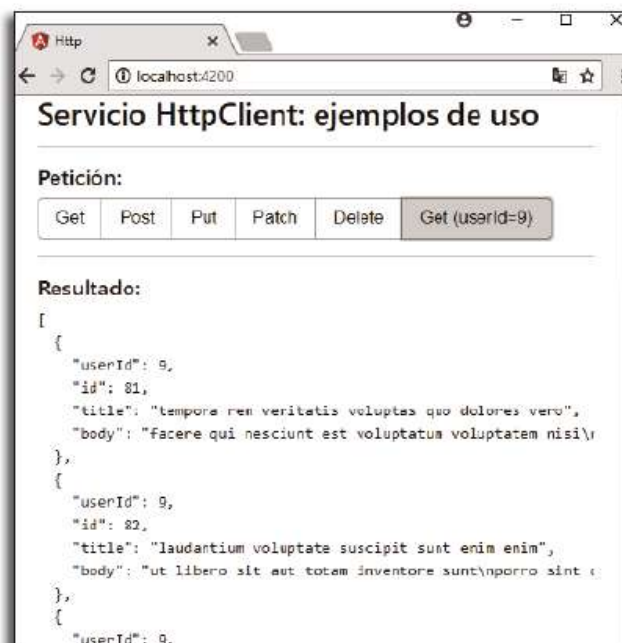 Http
localhost:4200
Servicio HttpClient: ejemplos de uso
Petición:
Get Post Put Patch Delete Get (userId=9)
Resultado:
[
{
"userId": 9,
"id": 81,
"title": "tempora rem veritatis voluptas quo dolores vero",
"body": "facere qui nesciunt est voluptatum voluptatem nisi\
},
{
"userId": 9,
"id": 82,
"title": "laudantium voluptate suscipit sunt enim enim",
"body": "ut libero sit aut totam inventore sunt\nporro sint
},
{
"userId": 9,